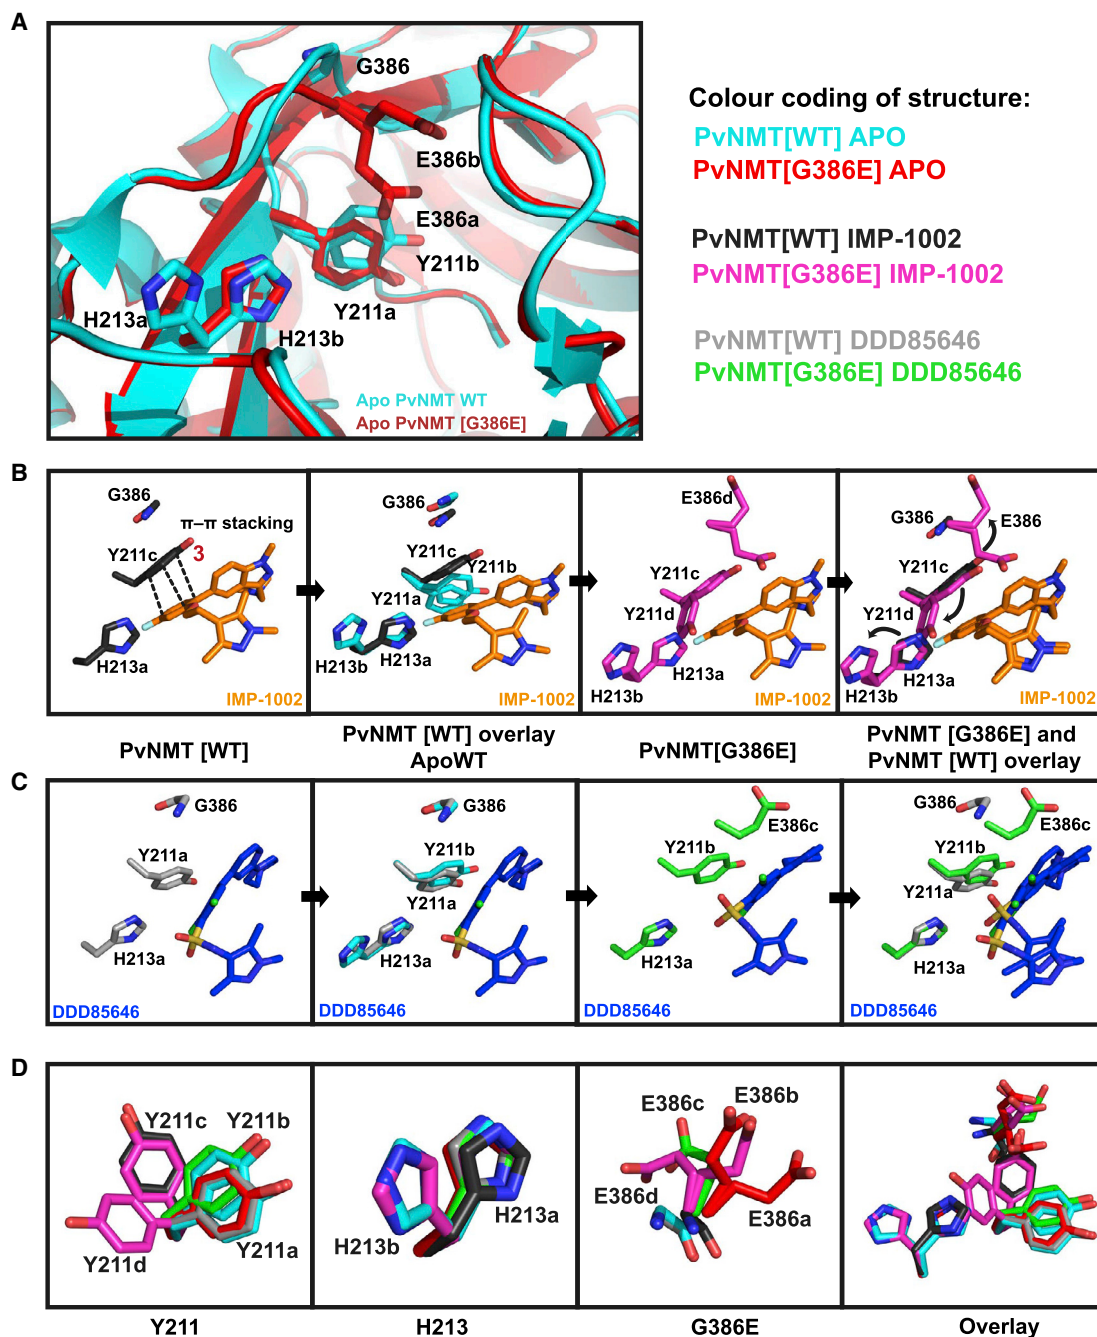 A
G386
E386b
E386a
Y211b
Y211a
H213a
H213b
Apo PvNMT WT
Apo PvNMT [G386E]
Colour coding of structure:
PvNMT[WT] APO
PvNMT[G386E] APO
PvNMT[WT] IMP-1002
PvNMT[G386E] IMP-1002
PvNMT[WT] DDD85646
PvNMT[G386E] DDD85646
B
G386
π–π stacking
Y211c
3
H213a
IMP-1002
PvNMT [WT]
G386
Y211c
Y211b
Y211a
H213b
H213a
IMP-1002
PvNMT [WT] overlay
ApoWT
E386d
Y211c
Y211d
H213a
H213b
IMP-1002
PvNMT[G386E]
G386
E386
Y211c
Y211d
H213a
H213b
IMP-1002
PvNMT [G386E] and
PvNMT [WT] overlay
C
G386
Y211a
H213a
DDD85646
G386
Y211b
Y211a
H213a
DDD85646
E386c
Y211b
H213a
DDD85646
G386
E386c
Y211b
Y211a
H213a
DDD85646
D
Y211c
Y211b
Y211d
Y211a
Y211
H213a
H213b
H213
E386b
E386c
E386d
E386a
G386E
Overlay